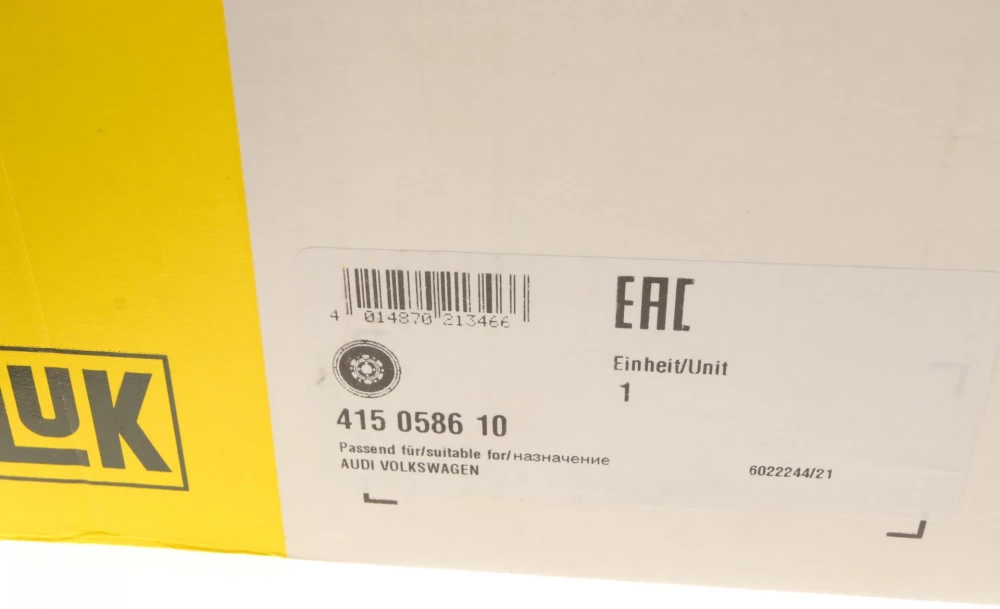 LUK
4 014870 213466
EAC
Einheit/Unit
1
415 0586 10
Passend für/suitable for/назначение
AUDI VOLKSWAGEN
6022244/21